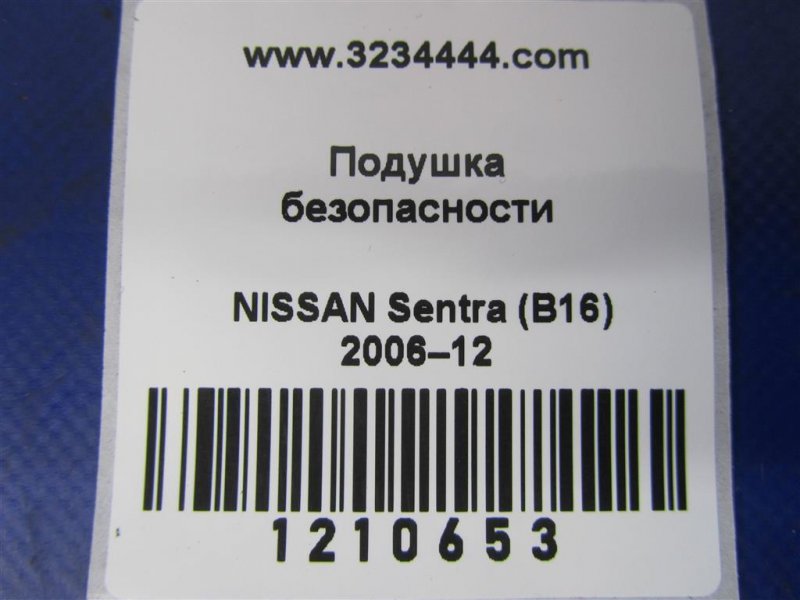 www.3234444.com
Подушка
безопасности
NISSAN Sentra (B16)
2006–12
1210653